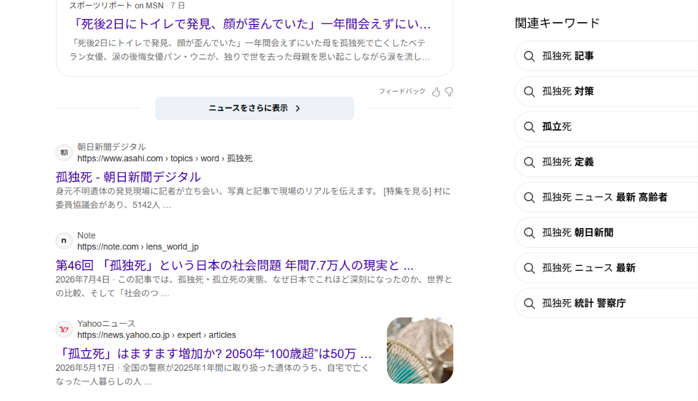 スポーツリポート on MSN · 7 日
「死後2日にトイレで発見、顔が歪んでいた」一年間会えずにい…
「死後2日にトイレで発見、顔が歪んでいた」一年間会えずにいた母を孤独死で亡くしたベテ
ラン女優、涙の後悔女優パン・ウニが、独りで世を去った母親を思い起こしながら涙を流し…
フィードバック
ニュースをさらに表示
朝日新聞デジタル
https://www.asahi.com › topics › word › 孤独死
孤独死 - 朝日新聞デジタル
身元不明遺体の発見現場に記者が立ち会い、写真と記事で現場のリアルを伝えます。 [特集を見る] 村に
委員協議会があり、5142人 …
Note
https://note.com › lens_world_jp
第46回 「孤独死」という日本の社会問題 年間7.7万人の現実と ...
2026年7月4日 · この記事では、孤独死・孤立死の実態、なぜ日本でこれほど深刻になったのか、世界と
の比較、そして「社会のつ …
Yahooニュース
https://news.yahoo.co.jp › expert › articles
「孤立死」はますます増加か? 2050年“100歳超”は50万 …
2026年5月17日 · 全国の警察が2025年1年間に取り扱った遺体のうち、自宅で亡く
なった一人暮らしの人 …
関連キーワード
孤独死 記事
孤独死 対策
孤立死
孤独死 定義
孤独死 ニュース 最新 高齢者
孤独死 朝日新聞
孤独死 ニュース 最新
孤独死 統計 警察庁